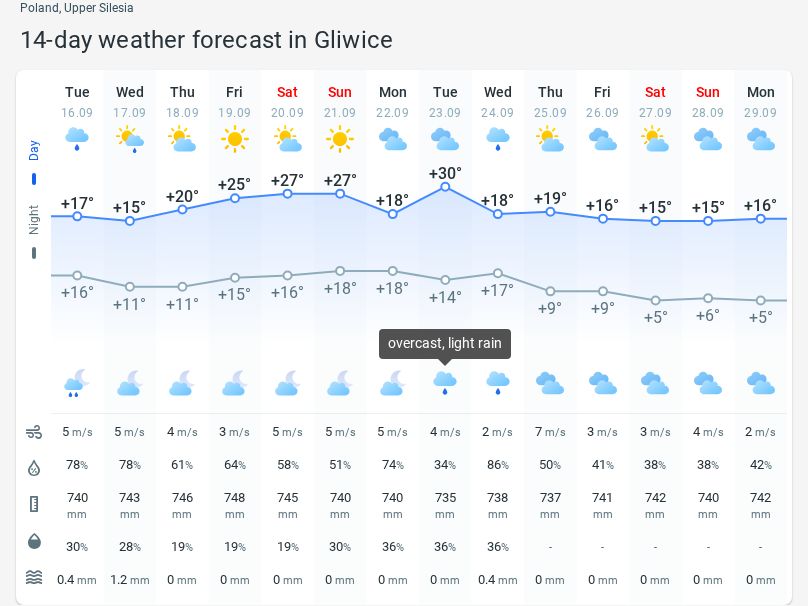 Poland, Upper Silesia
14-day weather forecast in Gliwice
Tue Wed Thu Fri Sat Sun Mon Tue Wed Thu Fri Sat Sun Mon
16.09 17.09 18.09 19.09 20.09 21.09 22.09 23.09 24.09 25.09 26.09 27.09 28.09 29.09
Day
+17° +15° +20° +25° +27° +27° +18° +30° +18° +19° +16° +15° +15° +16°
Night
+16° +11° +11° +15° +16° +18° +18° +14° +17° +9° +9° +5° +6° +5°
overcast, light rain
5 m/s 5 m/s 4 m/s 3 m/s 5 m/s 5 m/s 5 m/s 4 m/s 2 m/s 7 m/s 3 m/s 3 m/s 4 m/s 2 m/s
78% 78% 61% 64% 58% 51% 74% 34% 86% 50% 41% 38% 38% 42%
740 743 746 748 745 740 740 735 738 737 741 742 740 742
mm mm mm mm mm mm mm mm mm mm mm mm mm mm
30% 28% 19% 19% 19% 30% 36% 36% 36% - - - - -
0.4 mm 1.2 mm 0 mm 0 mm 0 mm 0 mm 0 mm 0 mm 0.4 mm 0 mm 0 mm 0 mm 0 mm 0 mm